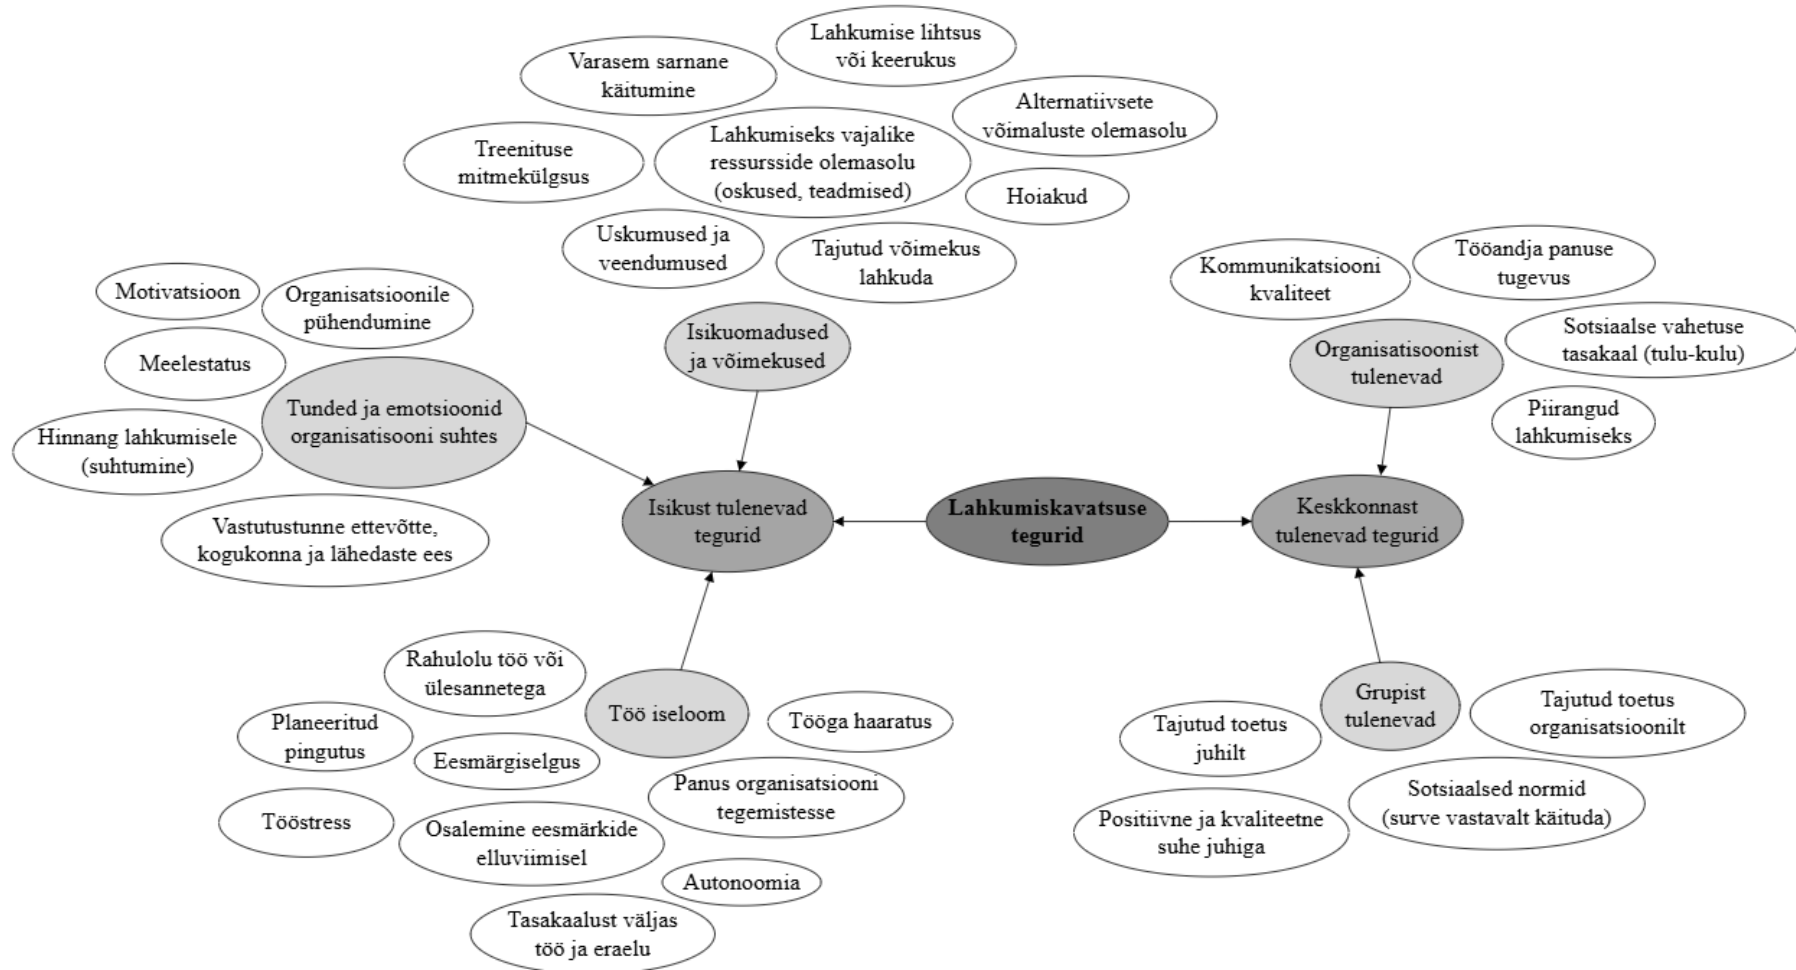 Lahkumise lihtsus
või keerukus
Varasem sarnane
käitumine
Alternatiivsete
võimaluste olemasolu
Lahkumiseks vajalike
ressursside olemasolu
(oskused, teadmised)
Treenituse
mitmekülgsus
Hoiakud
Uskumused ja
veendumused
Tajutud võimekus
lahkuda
Isikuomadused
ja võimekused
Motivatsioon
Organisatsioonile
pühendumine
Meelestatus
Tunded ja emotsioonid
organisatisooni suhtes
Hinnang lahkumisele
(suhtumine)
Vastutustunne ettevõtte,
kogukonna ja lähedaste ees
Kommunikatsiooni
kvaliteet
Tööandja panuse
tugevus
Sotsiaalse vahetuse
tasakaal (tulu-kulu)
Organisatisoonist
tulenevad
Piirangud
lahkumiseks
Isikust tulenevad
tegurid
Lahkumiskavatsuse
tegurid
Keskkonnast
tulenevad tegurid
Rahulolu töö või
ülesannetega
Töö iseloom
Tööga haaratus
Planeeritud
pingutus
Eesmärgiselgus
Panus organisatsiooni
tegemistesse
Tööstress
Osalemine eesmärkide
elluviimisel
Autonoomia
Tasakaalust väljas
töö ja eraelu
Grupist
tulenevad
Tajutud toetus
organisatsioonilt
Tajutud toetus
juhilt
Sotsiaalsed normid
(surve vastavalt käituda)
Positiivne ja kvaliteetne
suhe juhiga